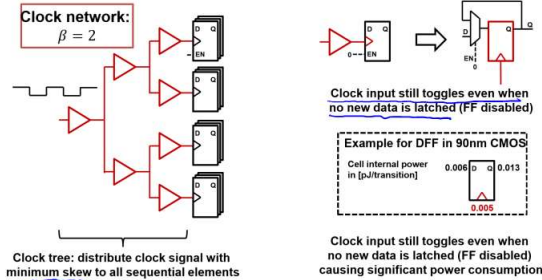 Clock network:
β = 2
D Q
EN
D Q
D Q
D Q
Clock tree: distribute clock signal with
minimum skew to all sequential elements
D Q
0
EN
D
D Q
Q
EN
0
Clock input still toggles even when
no new data is latched (FF disabled)
Example for DFF in 90nm CMOS
Cell internal power
in [pJ/transition]
0.006 D Q 0.013
0.005
Clock input still toggles even when
no new data is latched (FF disabled)
causing significant power consumption